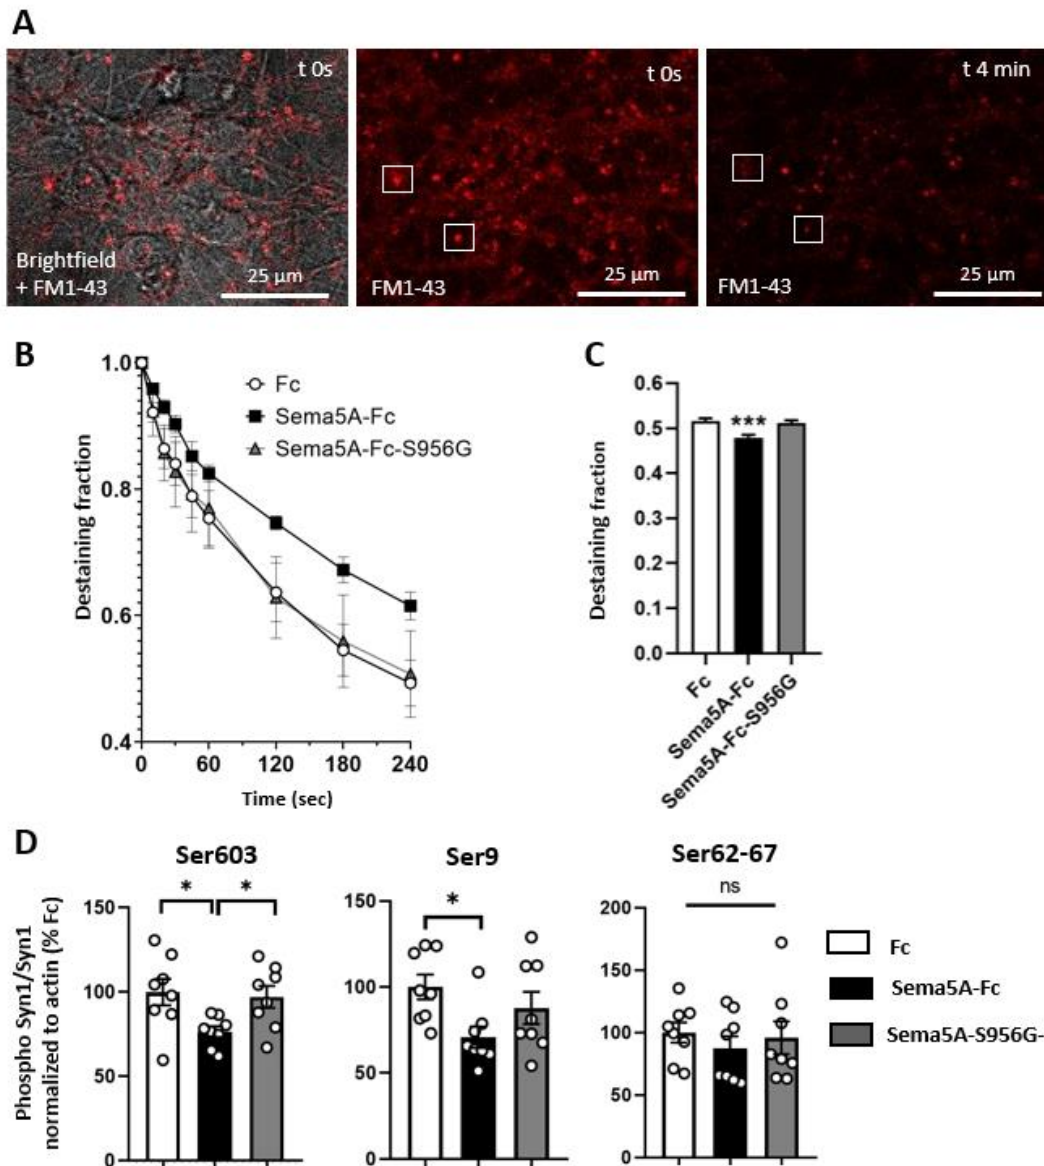 A
t 0s
Brightfield
+ FM1-43
25 µm
t 0s
FM1-43
25 µm
t 4 min
FM1-43
25 µm
B
Destaining fraction
1.0
0.8
0.6
0.4
0 60 120 180 240
Time (sec)
Fc
Sema5A-Fc
Sema5A-Fc-S956G
C
Destaining fraction
0.6
0.5
0.4
0.3
0.2
0.1
0.0
***
Fc
Sema5A-Fc
Sema5A-Fc-S956G
D
Phospho Syn1/Syn1
normalized to actin (% Fc)
Ser603
150
100
50
0
* *
Ser9
150
100
50
0
*
Ser62-67
200
150
100
50
0
ns
Fc
Sema5A-Fc
Sema5A-S956G-